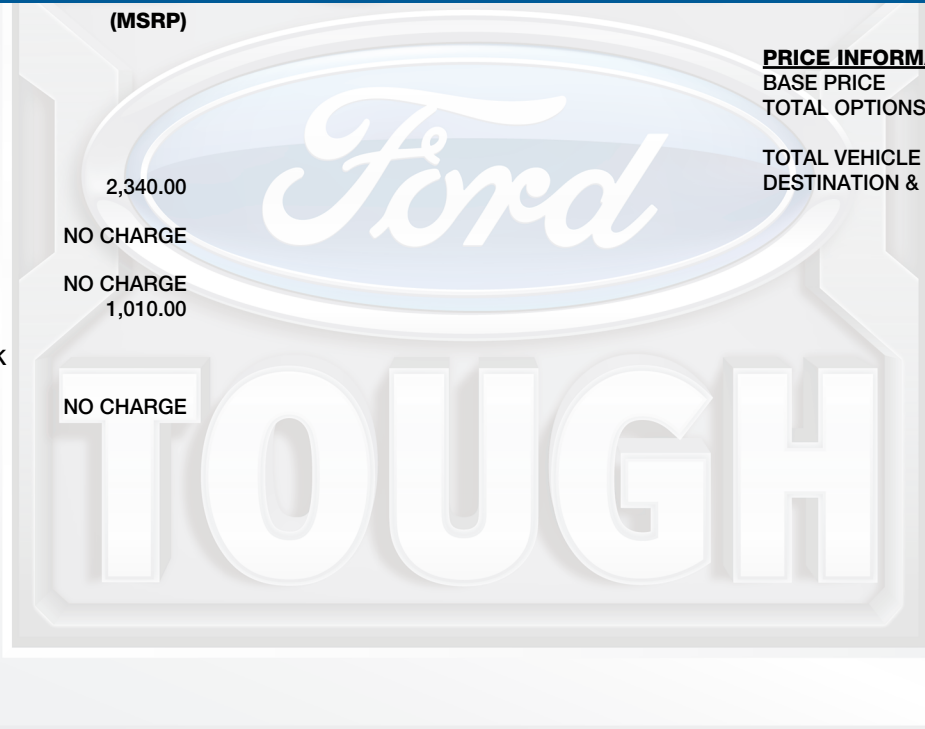 (MSRP)
2,340.00
NO CHARGE
NO CHARGE
1,010.00
K
NO CHARGE
PRICE INFORMA
BASE PRICE
TOTAL OPTIONS
TOTAL VEHICLE
DESTINATION &
Ford
TOUGH